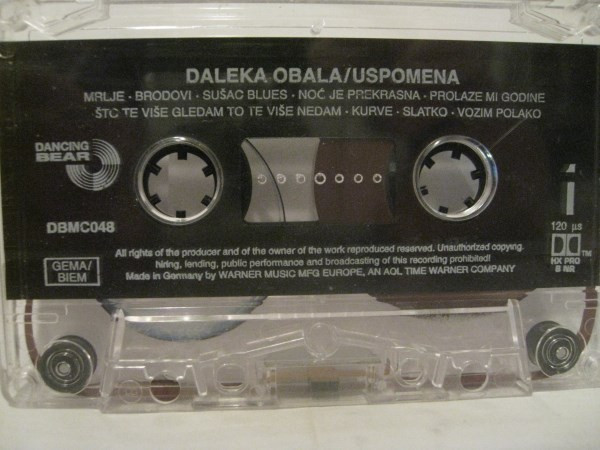 DALEKA OBALA/USPOMENA
MRLJE · BRODOVI · SUŠAC BLUES · NOĆ JE PREKRASNA · PROLAZE MI GODINE
ŠTO TE VIŠE GLEDAM TO TE VIŠE NEDAM · KURVE · SLATKO · VOZIM POLAKO
DANCING
BEAR
DBMC048
1
120 µs
HX PRO
B NR
TM
GEMA/
BIEM
All rights of the producer and of the owner of the work reproduced reserved. Unauthorized copying,
hiring, lending, public performance and broadcasting of this recording prohibited!
Made in Germany by WARNER MUSIC MFG EUROPE, AN AOL TIME WARNER COMPANY